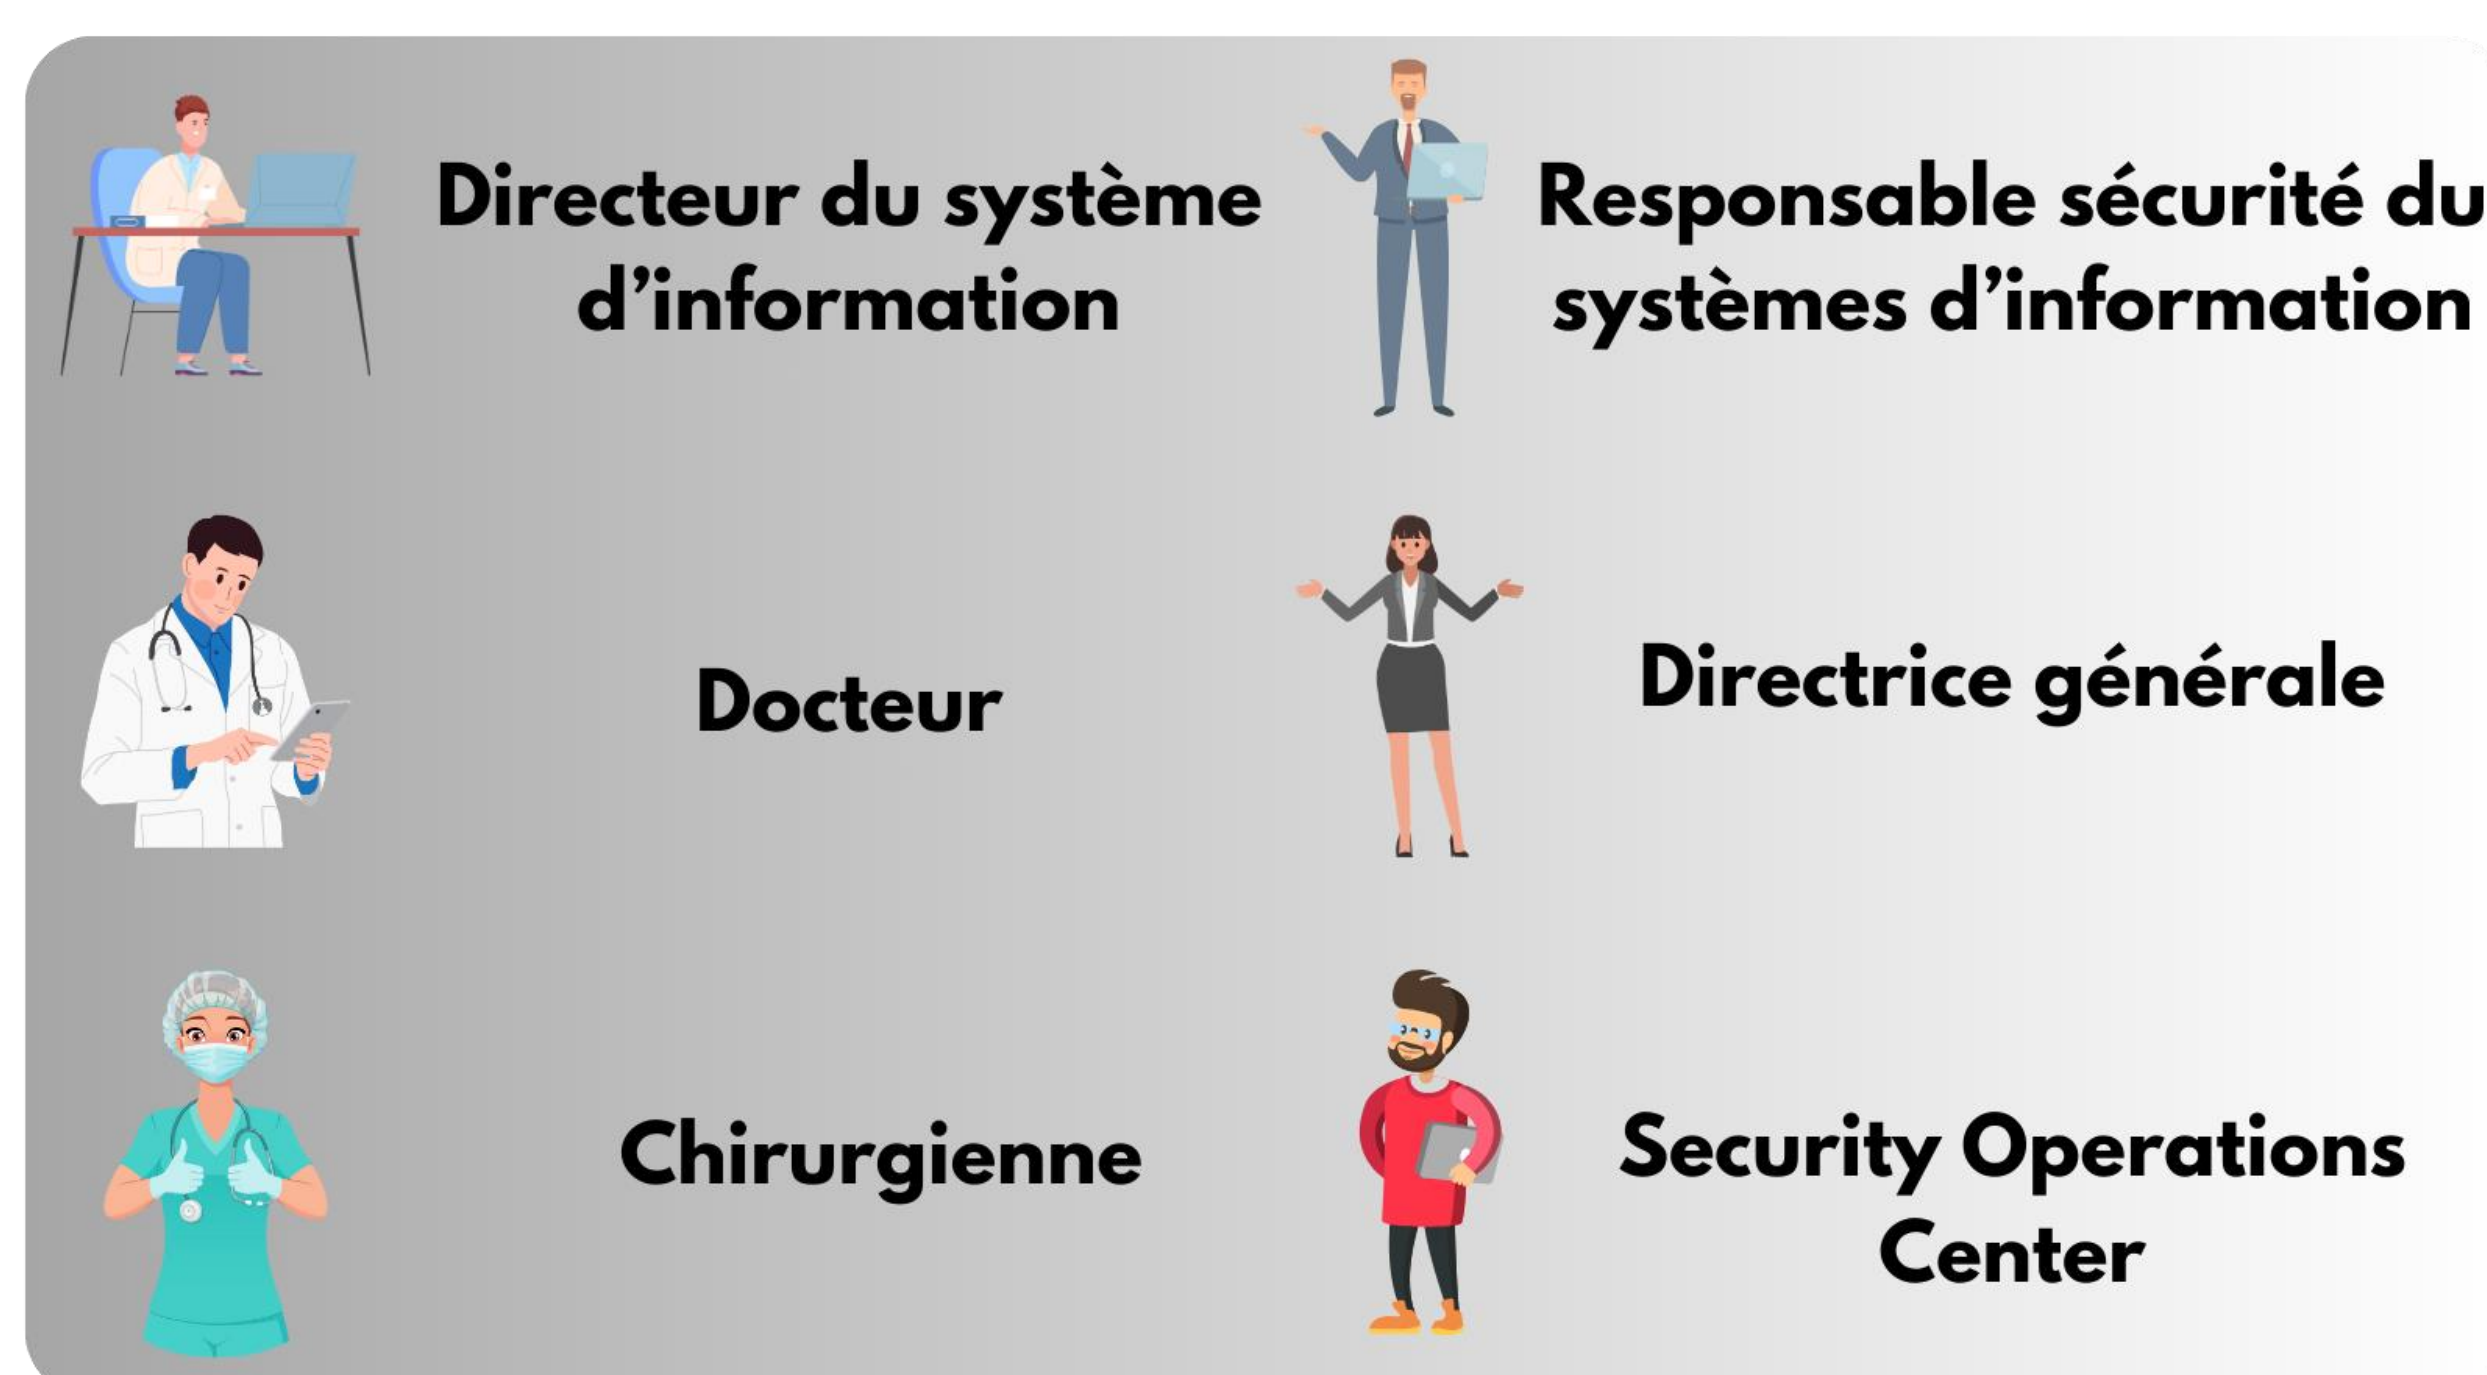 Directeur du système
d’information
Responsable sécurité du
systèmes d’information
Docteur
Directrice générale
Chirurgienne
Security Operations
Center